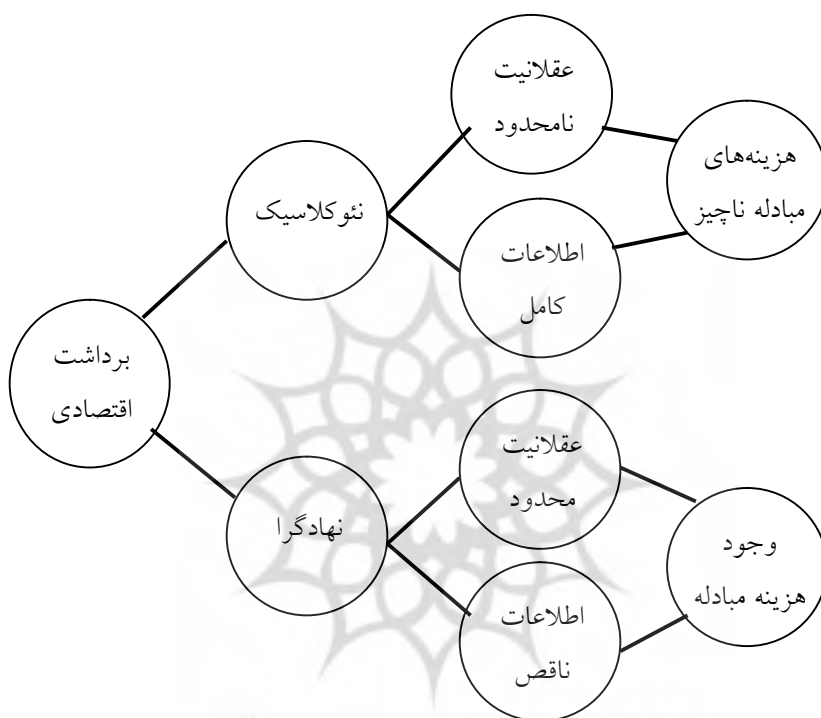 عقلانیت
نامحدود
هزینه‌های
مبادله ناچیز
نئوکلاسیک
اطلاعات
کامل
برداشت
اقتصادی
عقلانیت
محدود
نهادگرا
وجود
هزینه مبادله
اطلاعات
ناقص